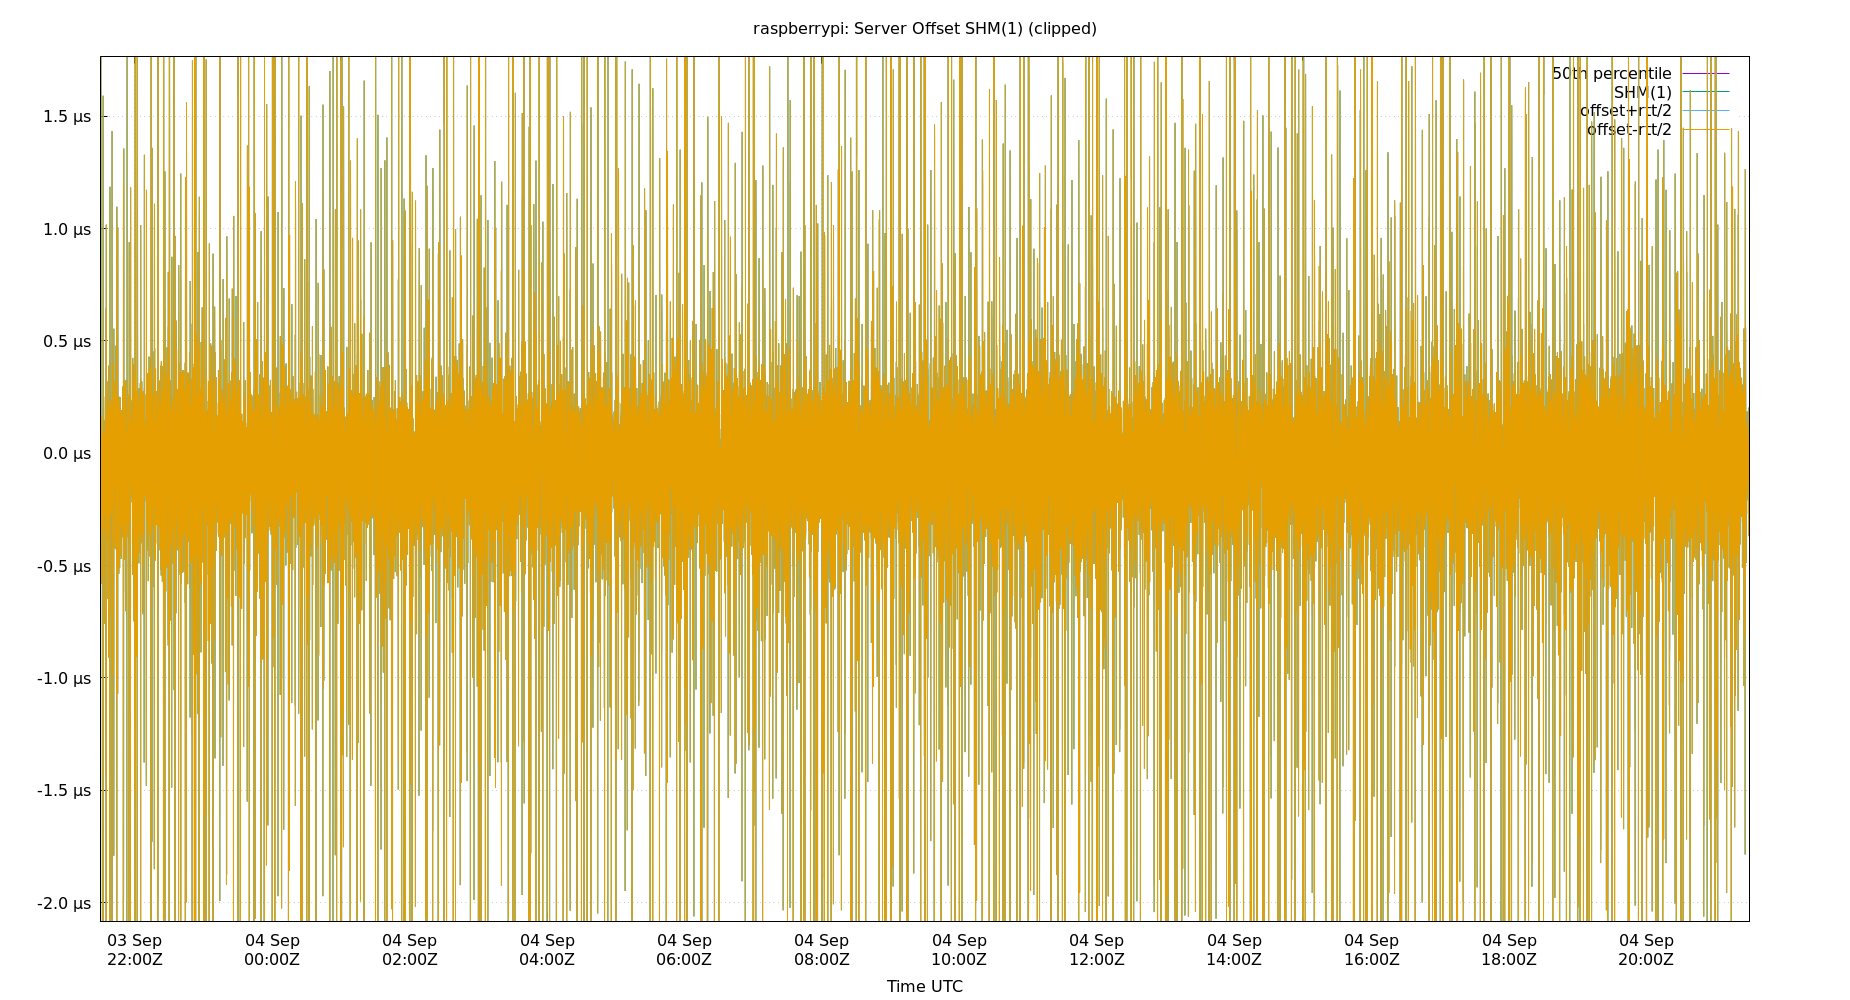 raspberrypi: Server Offset SHM(1) (clipped)
50th percentile
SHM(1)
offset+rtt/2
offset-rtt/2
1.5 µs
1.0 µs
0.5 µs
0.0 µs
-0.5 µs
-1.0 µs
-1.5 µs
-2.0 µs
03 Sep 04 Sep 04 Sep 04 Sep 04 Sep 04 Sep 04 Sep 04 Sep 04 Sep 04 Sep 04 Sep 04 Sep
22:00Z 00:00Z 02:00Z 04:00Z 06:00Z 08:00Z 10:00Z 12:00Z 14:00Z 16:00Z 18:00Z 20:00Z
Time UTC